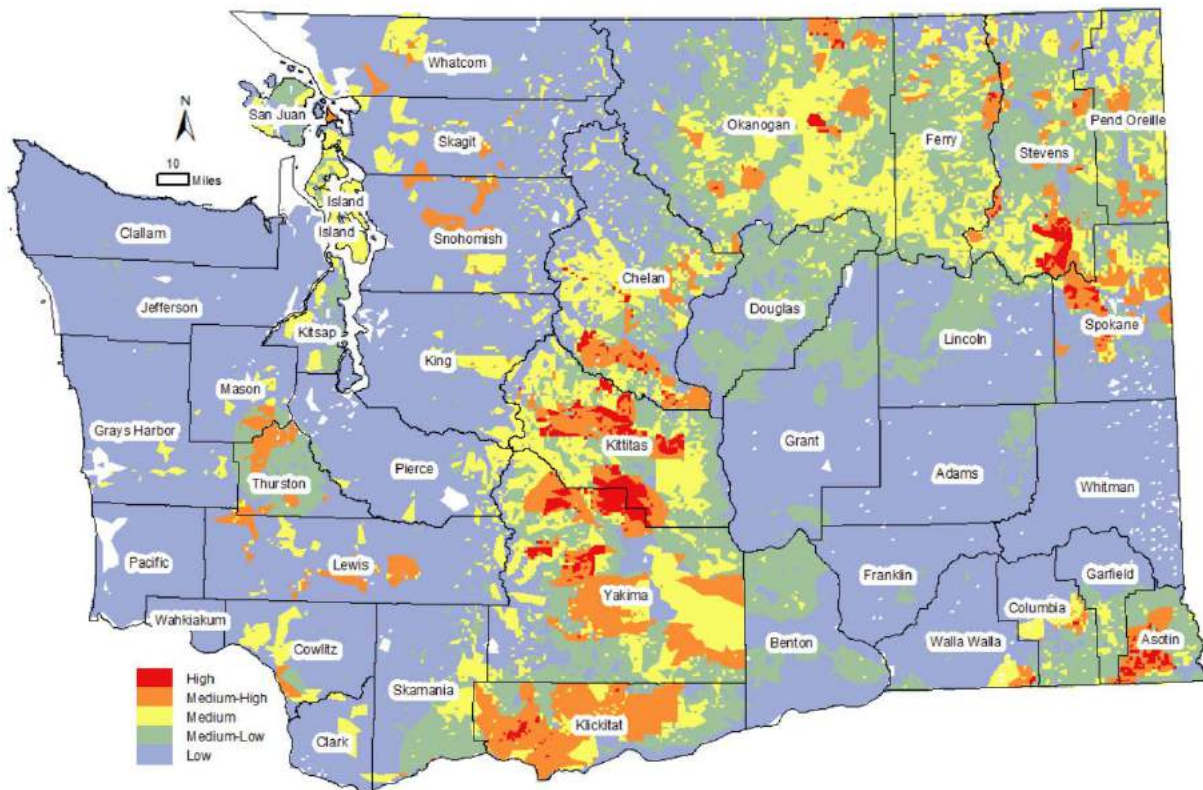 Whatcom
N
San Juan
Okanogan
Pend Oreille
Skagit
Ferry
Stevens
10
Miles
Island
Island
Snohomish
Clallam
Chelan
Jefferson
Douglas
Kitsap
Lincoln
Spokane
King
Mason
Grays Harbor
Kittitas
Grant
Pierce
Adams
Thurston
Whitman
Pacific
Lewis
Franklin
Garfield
Yakima
Columbia
Wahkiakum
Walla Walla
Asotin
Benton
Cowlitz
Skamania
Klickitat
Clark
High
Medium-High
Medium
Medium-Low
Low